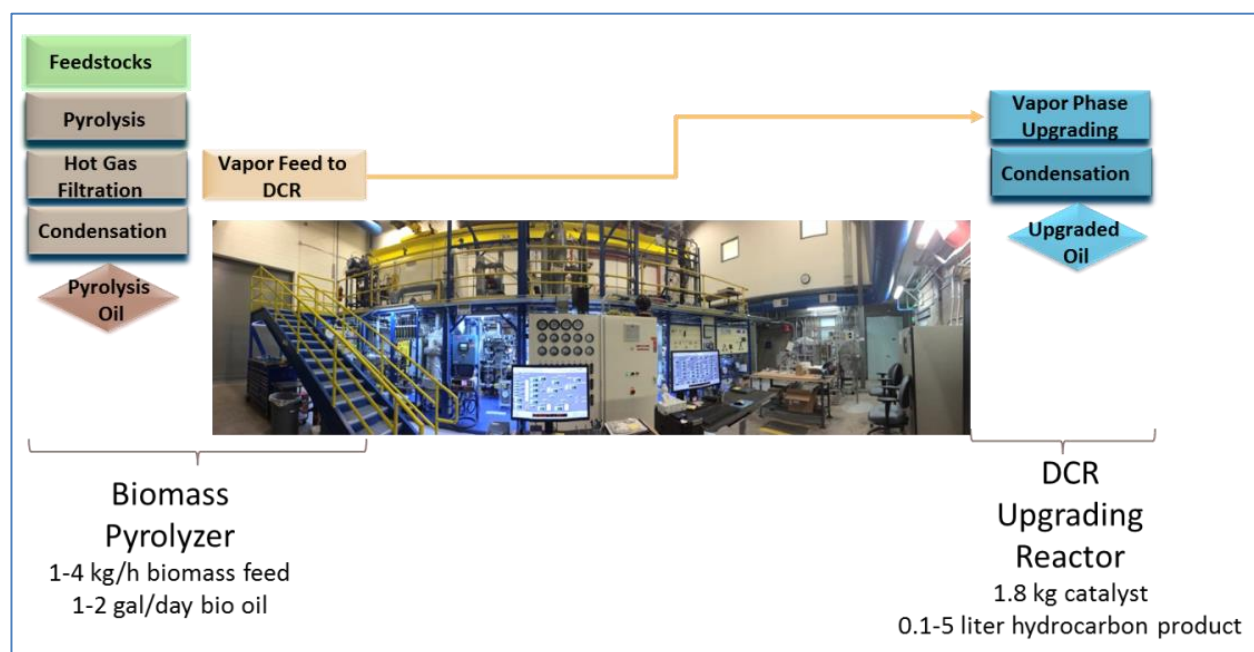 Feedstocks
Pyrolysis
Hot Gas
Filtration
Condensation
Pyrolysis
Oil
Vapor Feed to
DCR
Vapor Phase
Upgrading
Condensation
Upgraded
Oil
Biomass
Pyrolyzer
1-4 kg/h biomass feed
1-2 gal/day bio oil
DCR
Upgrading
Reactor
1.8 kg catalyst
0.1-5 liter hydrocarbon product